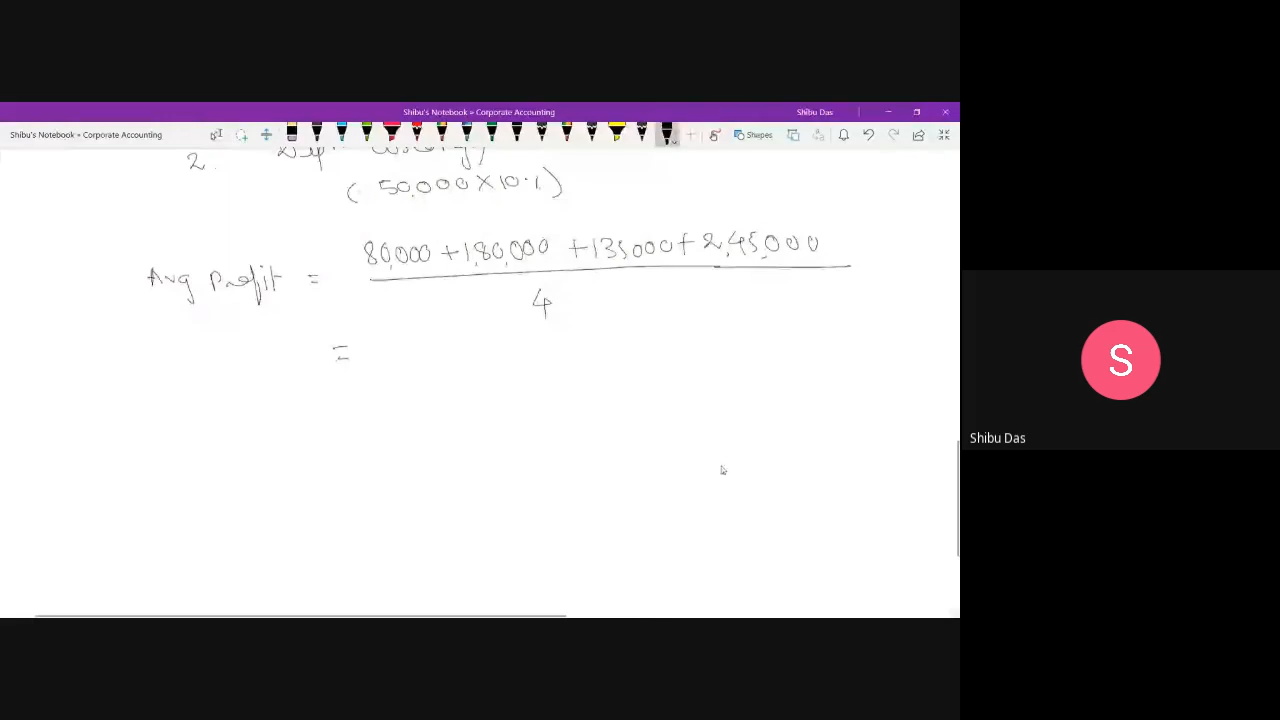 Shibu's Notebook » Corporate Accounting
Shibu Das
Shibu's Notebook » Corporate Accounting
Shapes
2.
(50,000 X 10.1)
80,000 + 1,80,000 + 135000 + 2,45,000
Avg Profit =
4
=
S
Shibu Das